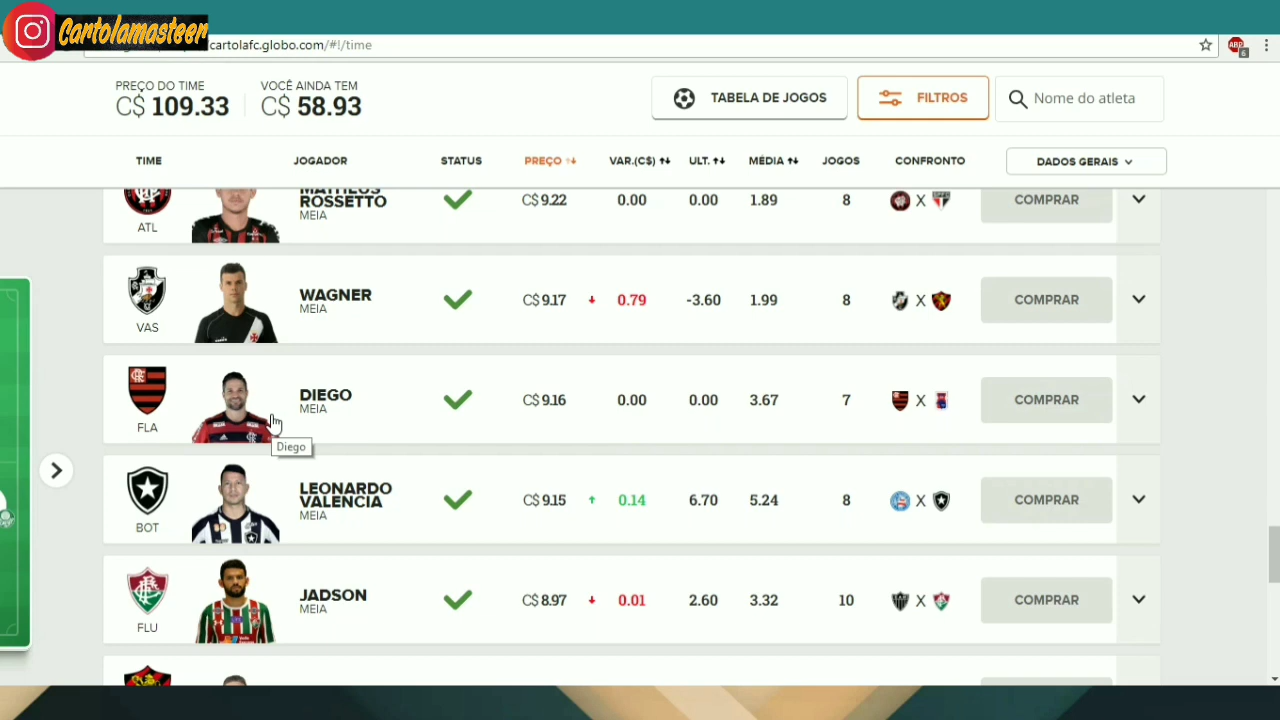 Cartolamasteer
cartolafc.globo.com/#!/time
ABP
6
PREÇO DO TIME
C$ 109.33
VOCÊ AINDA TEM
C$ 58.93
TABELA DE JOGOS
FILTROS
Nome do atleta
TIME JOGADOR STATUS PREÇO VAR.(C$) ULT. MÉDIA JOGOS CONFRONTO DADOS GERAIS
ATL
MATHEUS
ROSSETTO
MEIA
C$ 9.22 0.00 0.00 1.89 8 X COMPRAR
VAS
WAGNER
MEIA
C$ 9.17 0.79 -3.60 1.99 8 X COMPRAR
FLA
DIEGO
MEIA
C$ 9.16 0.00 0.00 3.67 7 X COMPRAR
Diego
BOT
LEONARDO
VALENCIA
MEIA
C$ 9.15 0.14 6.70 5.24 8 X COMPRAR
FLU
JADSON
MEIA
C$ 8.97 0.01 2.60 3.32 10 X COMPRAR